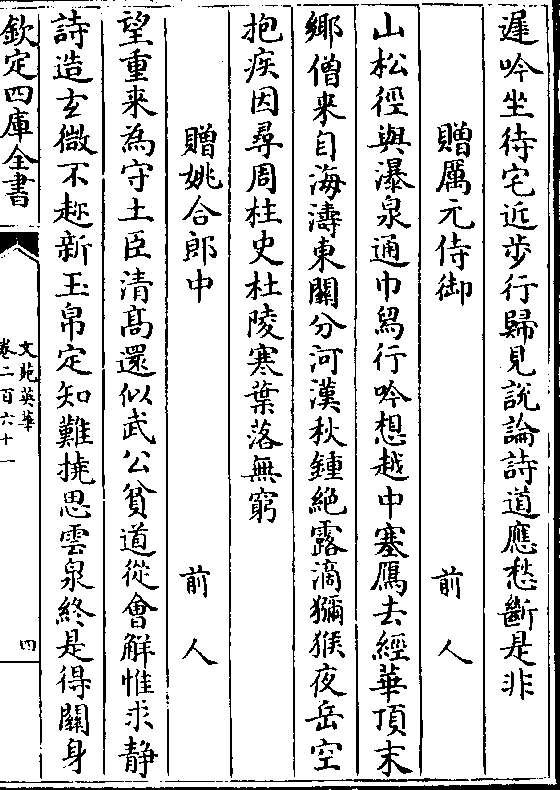 遲吟坐待宅近步行歸見說論詩道應愁斷是非
贈厲元侍御　前人
山松徑與瀑泉通巾舄行吟想越中塞鴈去經華頂末
鄉僧来自海濤東關分河漢秋鍾絶露滴獼猴夜岳空
抱疾因尋周柱史杜陵寒葉落無窮
贈姚合郎中　前人
望重来為守土臣清髙還似武公貧道從會解惟求静
詩造玄微不趂新玉帛定知難撓思雲泉終是得關身
欽定四庫全書
文苑英華
卷二百六十一
四